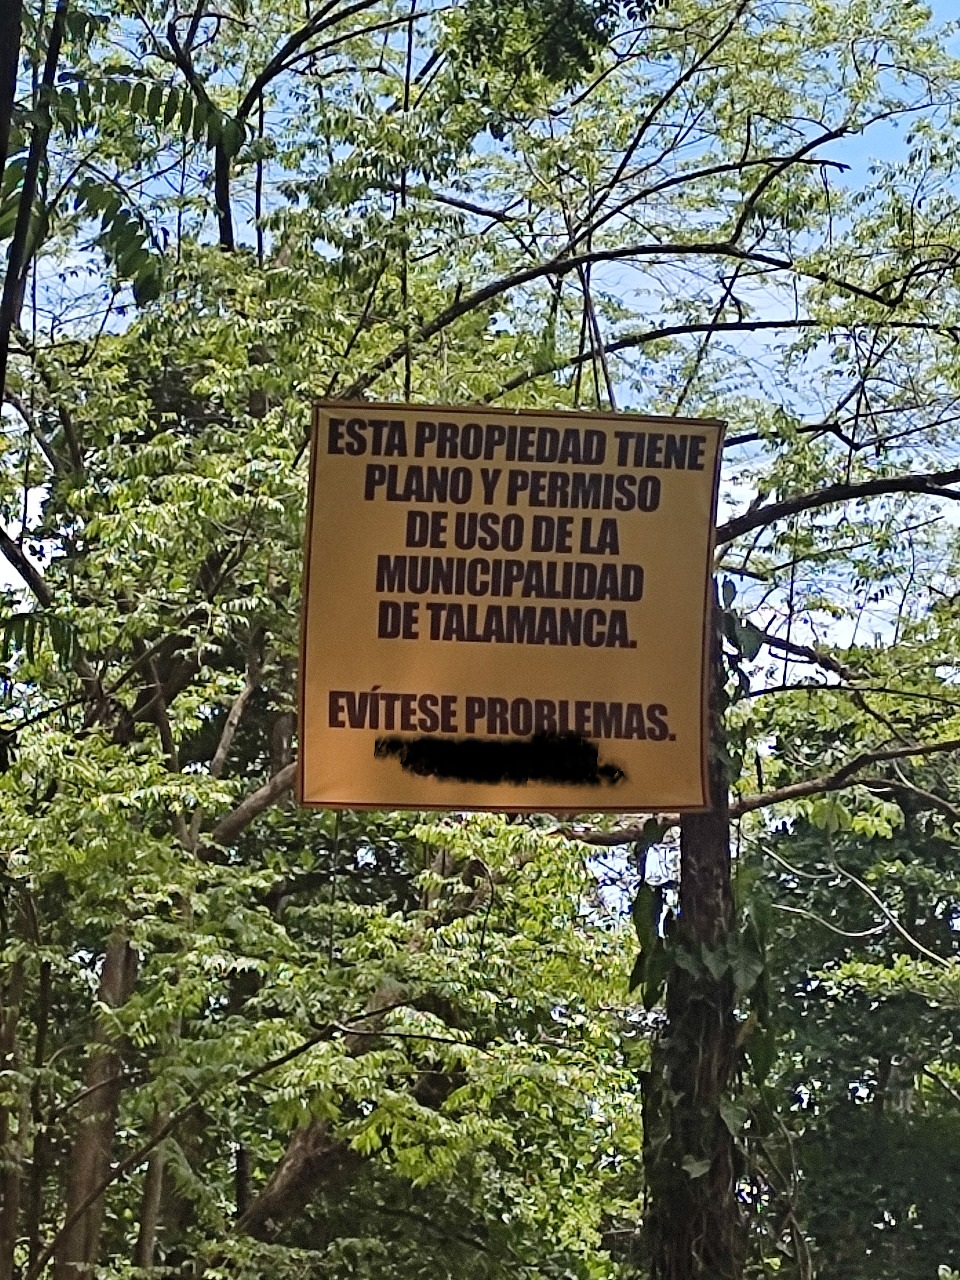 ESTA PROPIEDAD TIENE
PLANO Y PERMISO
DE USO DE LA
MUNICIPALIDAD
DE TALAMANCA.
EVÍTESE PROBLEMAS.